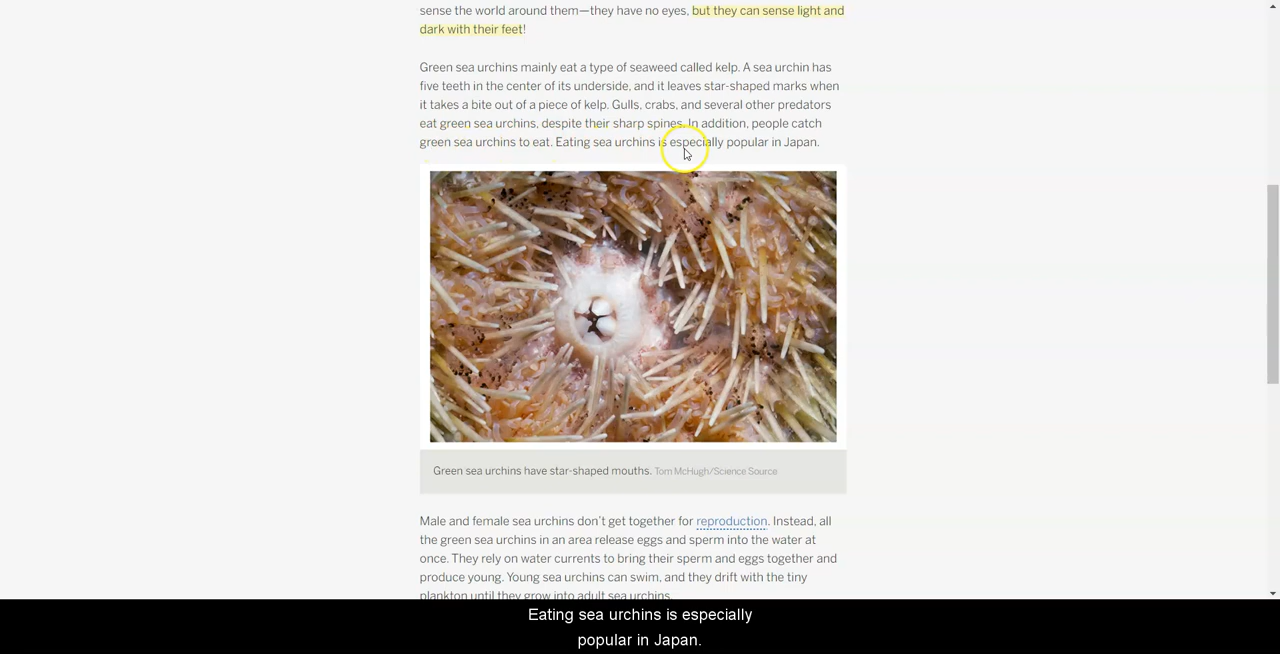 sense the world around them—they have no eyes, but they can sense light and
dark with their feet!
Green sea urchins mainly eat a type of seaweed called kelp. A sea urchin has
five teeth in the center of its underside, and it leaves star-shaped marks when
it takes a bite out of a piece of kelp. Gulls, crabs, and several other predators
eat green sea urchins, despite their sharp spines. In addition, people catch
green sea urchins to eat. Eating sea urchins is especially popular in Japan.
Green sea urchins have star-shaped mouths. Tom McHugh/Science Source
Male and female sea urchins don't get together for reproduction. Instead, all
the green sea urchins in an area release eggs and sperm into the water at
once. They rely on water currents to bring their sperm and eggs together and
produce young. Young sea urchins can swim, and they drift with the tiny
plankton until they grow into adult sea urchins.
Eating sea urchins is especially
popular in Japan.